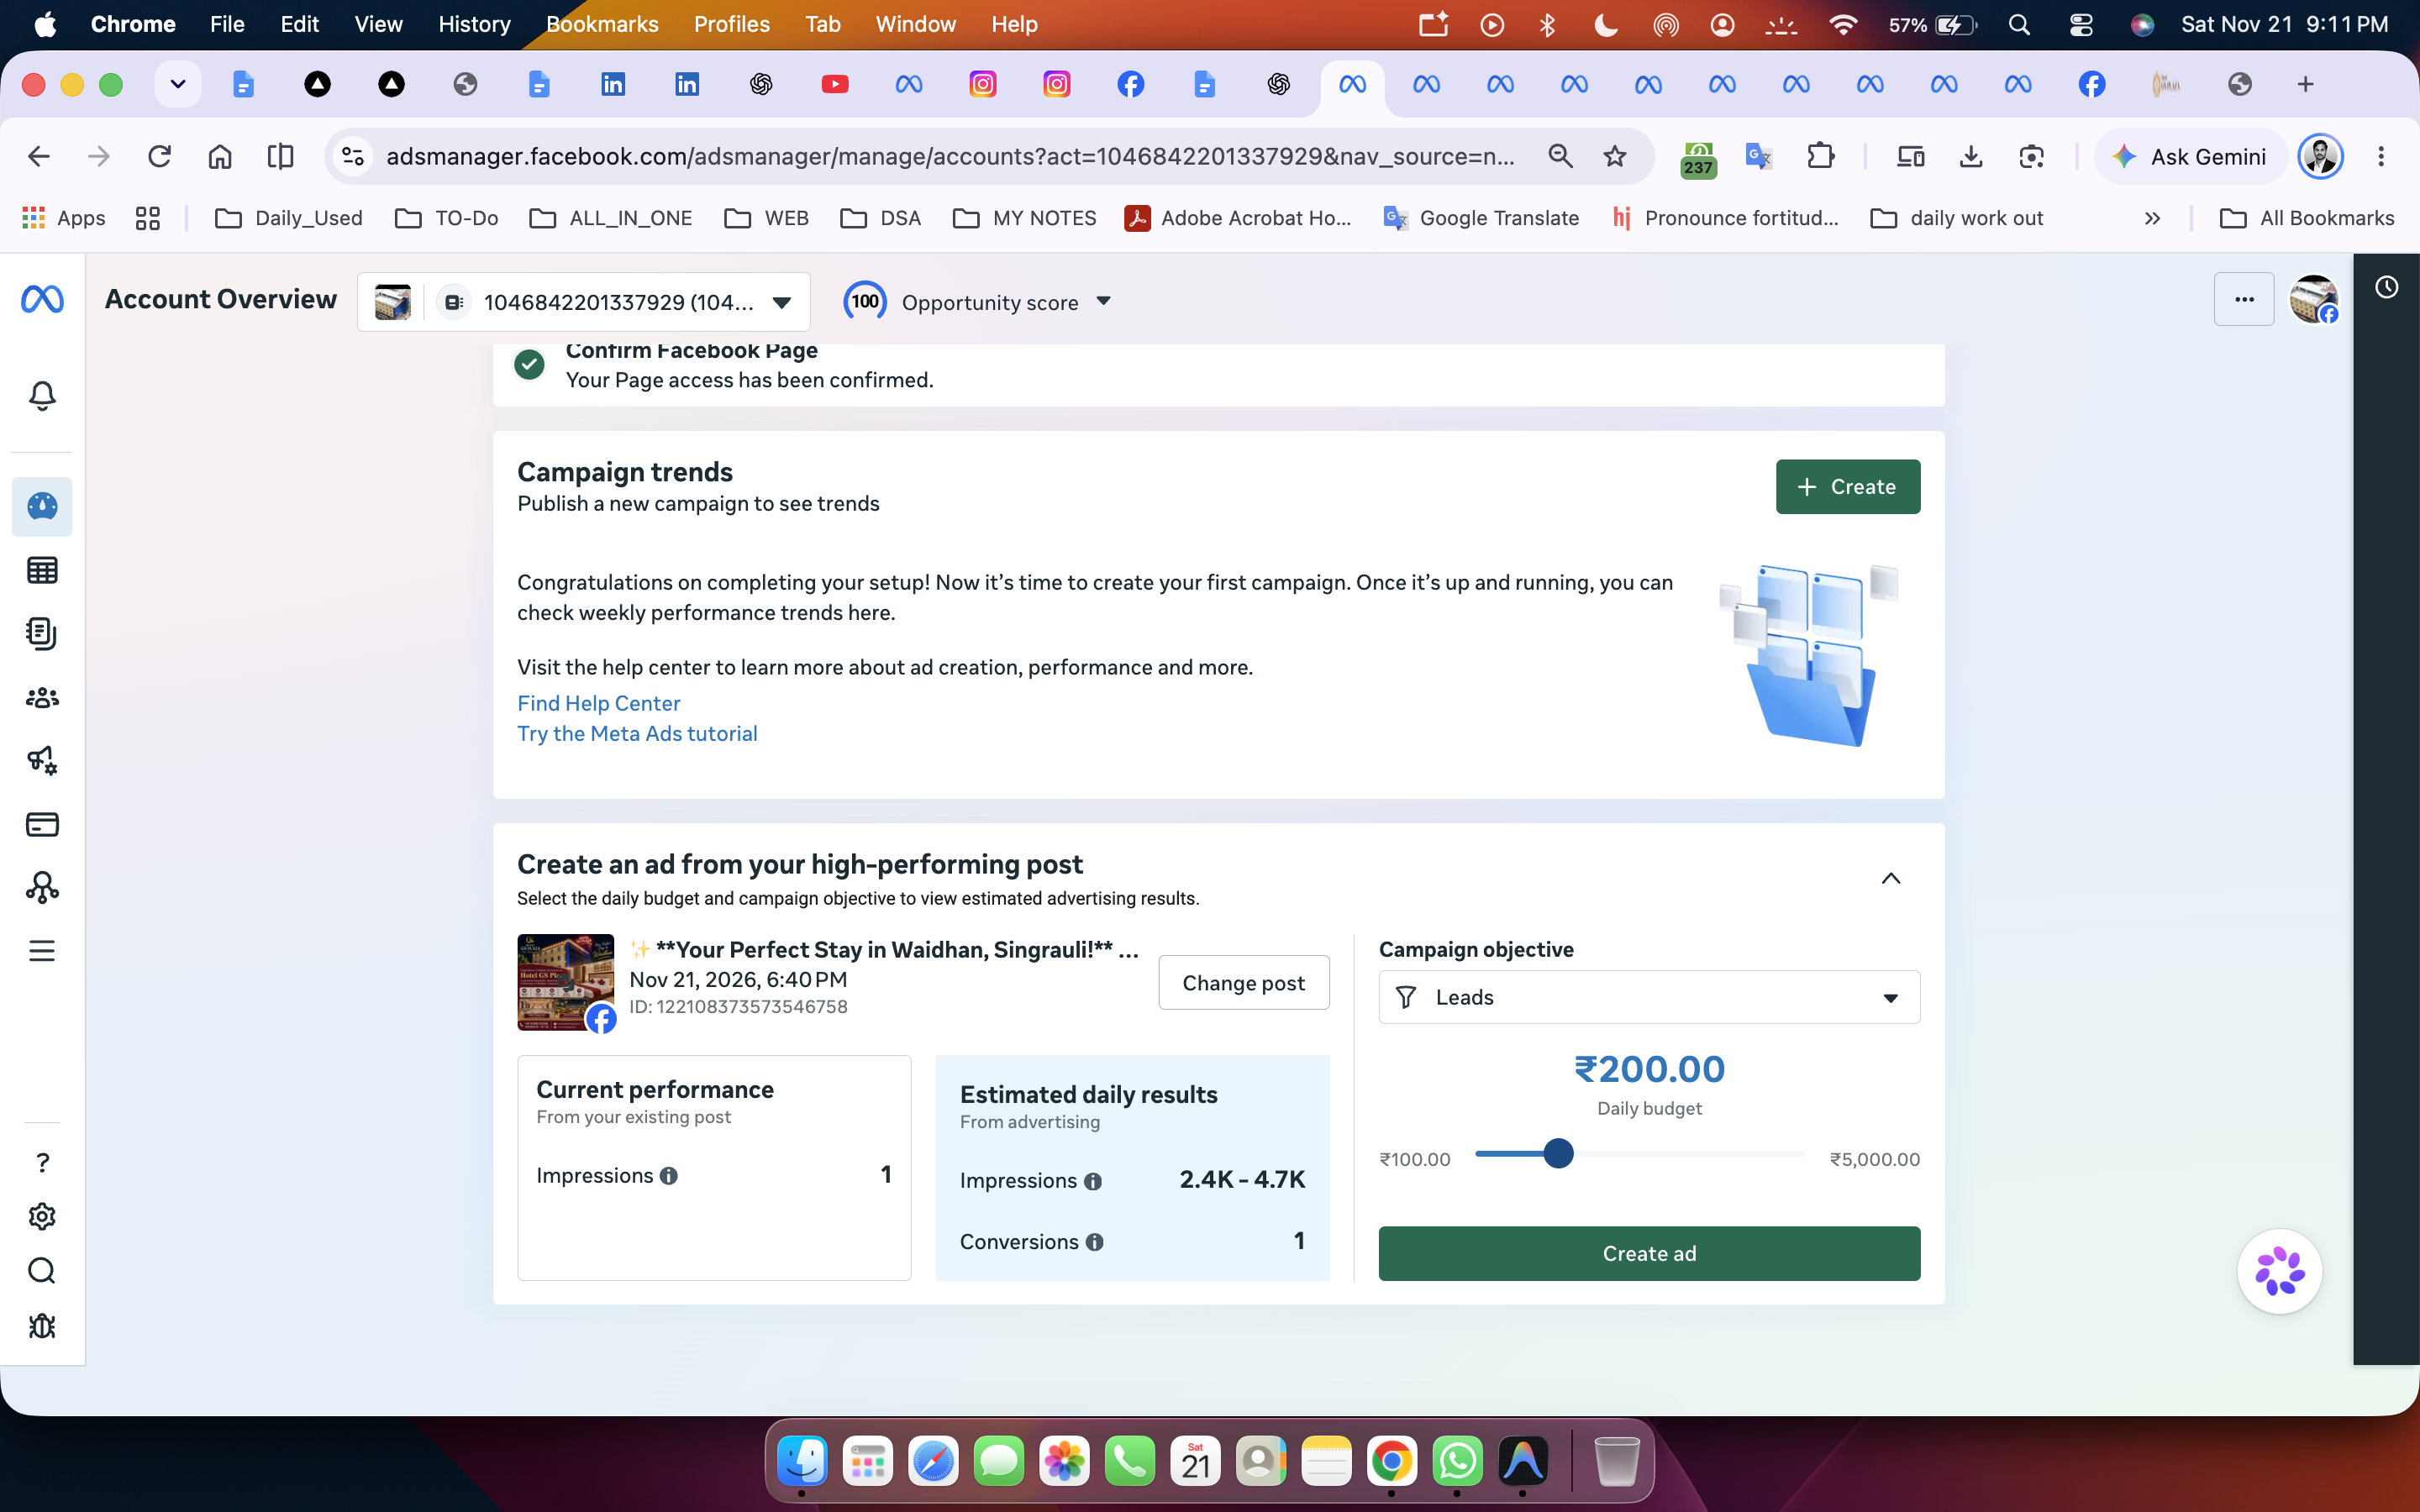 Chrome File Edit View History Bookmarks Profiles Tab Window Help 57% Sat Nov 21 9:11 PM
adsmanager.facebook.com/adsmanager/manage/accounts?act=1046842201337929&nav_source=n... 237 Ask Gemini
Apps Daily_Used TO-Do ALL_IN_ONE WEB DSA MY NOTES Adobe Acrobat Ho... Google Translate hj Pronounce fortitud... daily work out » All Bookmarks
Account Overview 1046842201337929 (104... 100 Opportunity score
Confirm Facebook Page
Your Page access has been confirmed.
Campaign trends
Publish a new campaign to see trends
+ Create
Congratulations on completing your setup! Now it’s time to create your first campaign. Once it’s up and running, you can
check weekly performance trends here.
Visit the help center to learn more about ad creation, performance and more.
Find Help Center
Try the Meta Ads tutorial
Create an ad from your high-performing post
Select the daily budget and campaign objective to view estimated advertising results.
✨ **Your Perfect Stay in Waidhan, Singrauli!** ...
Nov 21, 2026, 6:40 PM
ID: 122108373573546758
Change post
Current performance
From your existing post
Impressions 1
Estimated daily results
From advertising
Impressions 2.4K - 4.7K
Conversions 1
Campaign objective
Leads
₹200.00
Daily budget
₹100.00 ₹5,000.00
Create ad
Sat
21